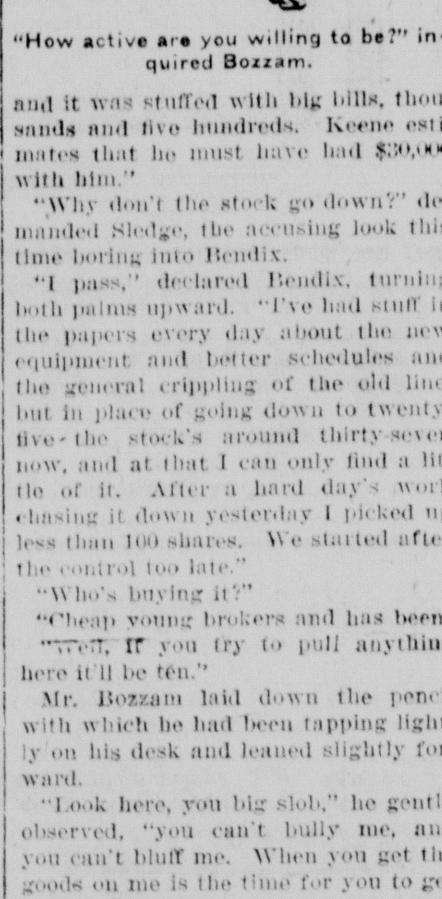 "How active are you willing to be?" in-
quired Bozzam.
and it was stuffed with big bills, thou
sands and five hundreds. Keene esti
mates that he must have had $30,00
with him."
"Why don't the stock go down?" de
manded Sledge, the accusing look this
time boring into Bendix.
"I pass," declared Bendix, turning
both palms upward. "I've had stuff i
the papers every day about the new
equipment and better schedules and
the general crippling of the old line
but in place of going down to twenty
five the stock's around thirty-seve
now, and at that I can only find a lit
tle of it. After a hard day's work
chasing it down yesterday I picked u
less than 100 shares. We started afte
the control too late."
"Who's buying it?"
"Cheap young brokers and has been
"Well, if you try to pull anythin
here it'll be ten."
Mr. Bozzam laid down the penc
with which he had been tapping light
ly on his desk and leaned slightly for
ward.
"Look here, you big slob," he gentl
observed, "you can't bully me, an
you can't bluff me. When you get th
goods on me is the time for you to ge